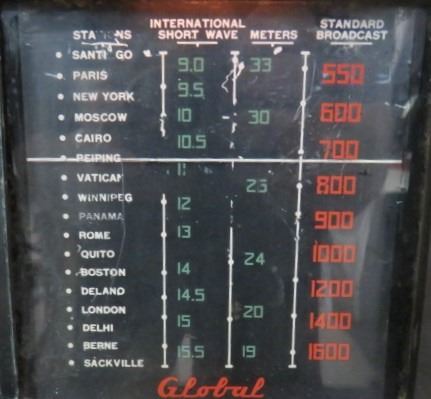 INTERNATIONAL STANDARD
STATIONS SHORT WAVE METERS BROADCAST
SANTIAGO 9.0 33 550
PARIS
NEW YORK 9.5
MOSCOW 10 30 600
CAIRO 10.5 700
PEIPING
VATICAN 11 25 800
WINNIPEG 12
PANAMA 900
ROME 13
QUITO 24 1000
BOSTON 14
DELAND 14.5 1200
LONDON 15 20 1400
DELHI
BERNE 15.5 19 1600
SACKVILLE
Global